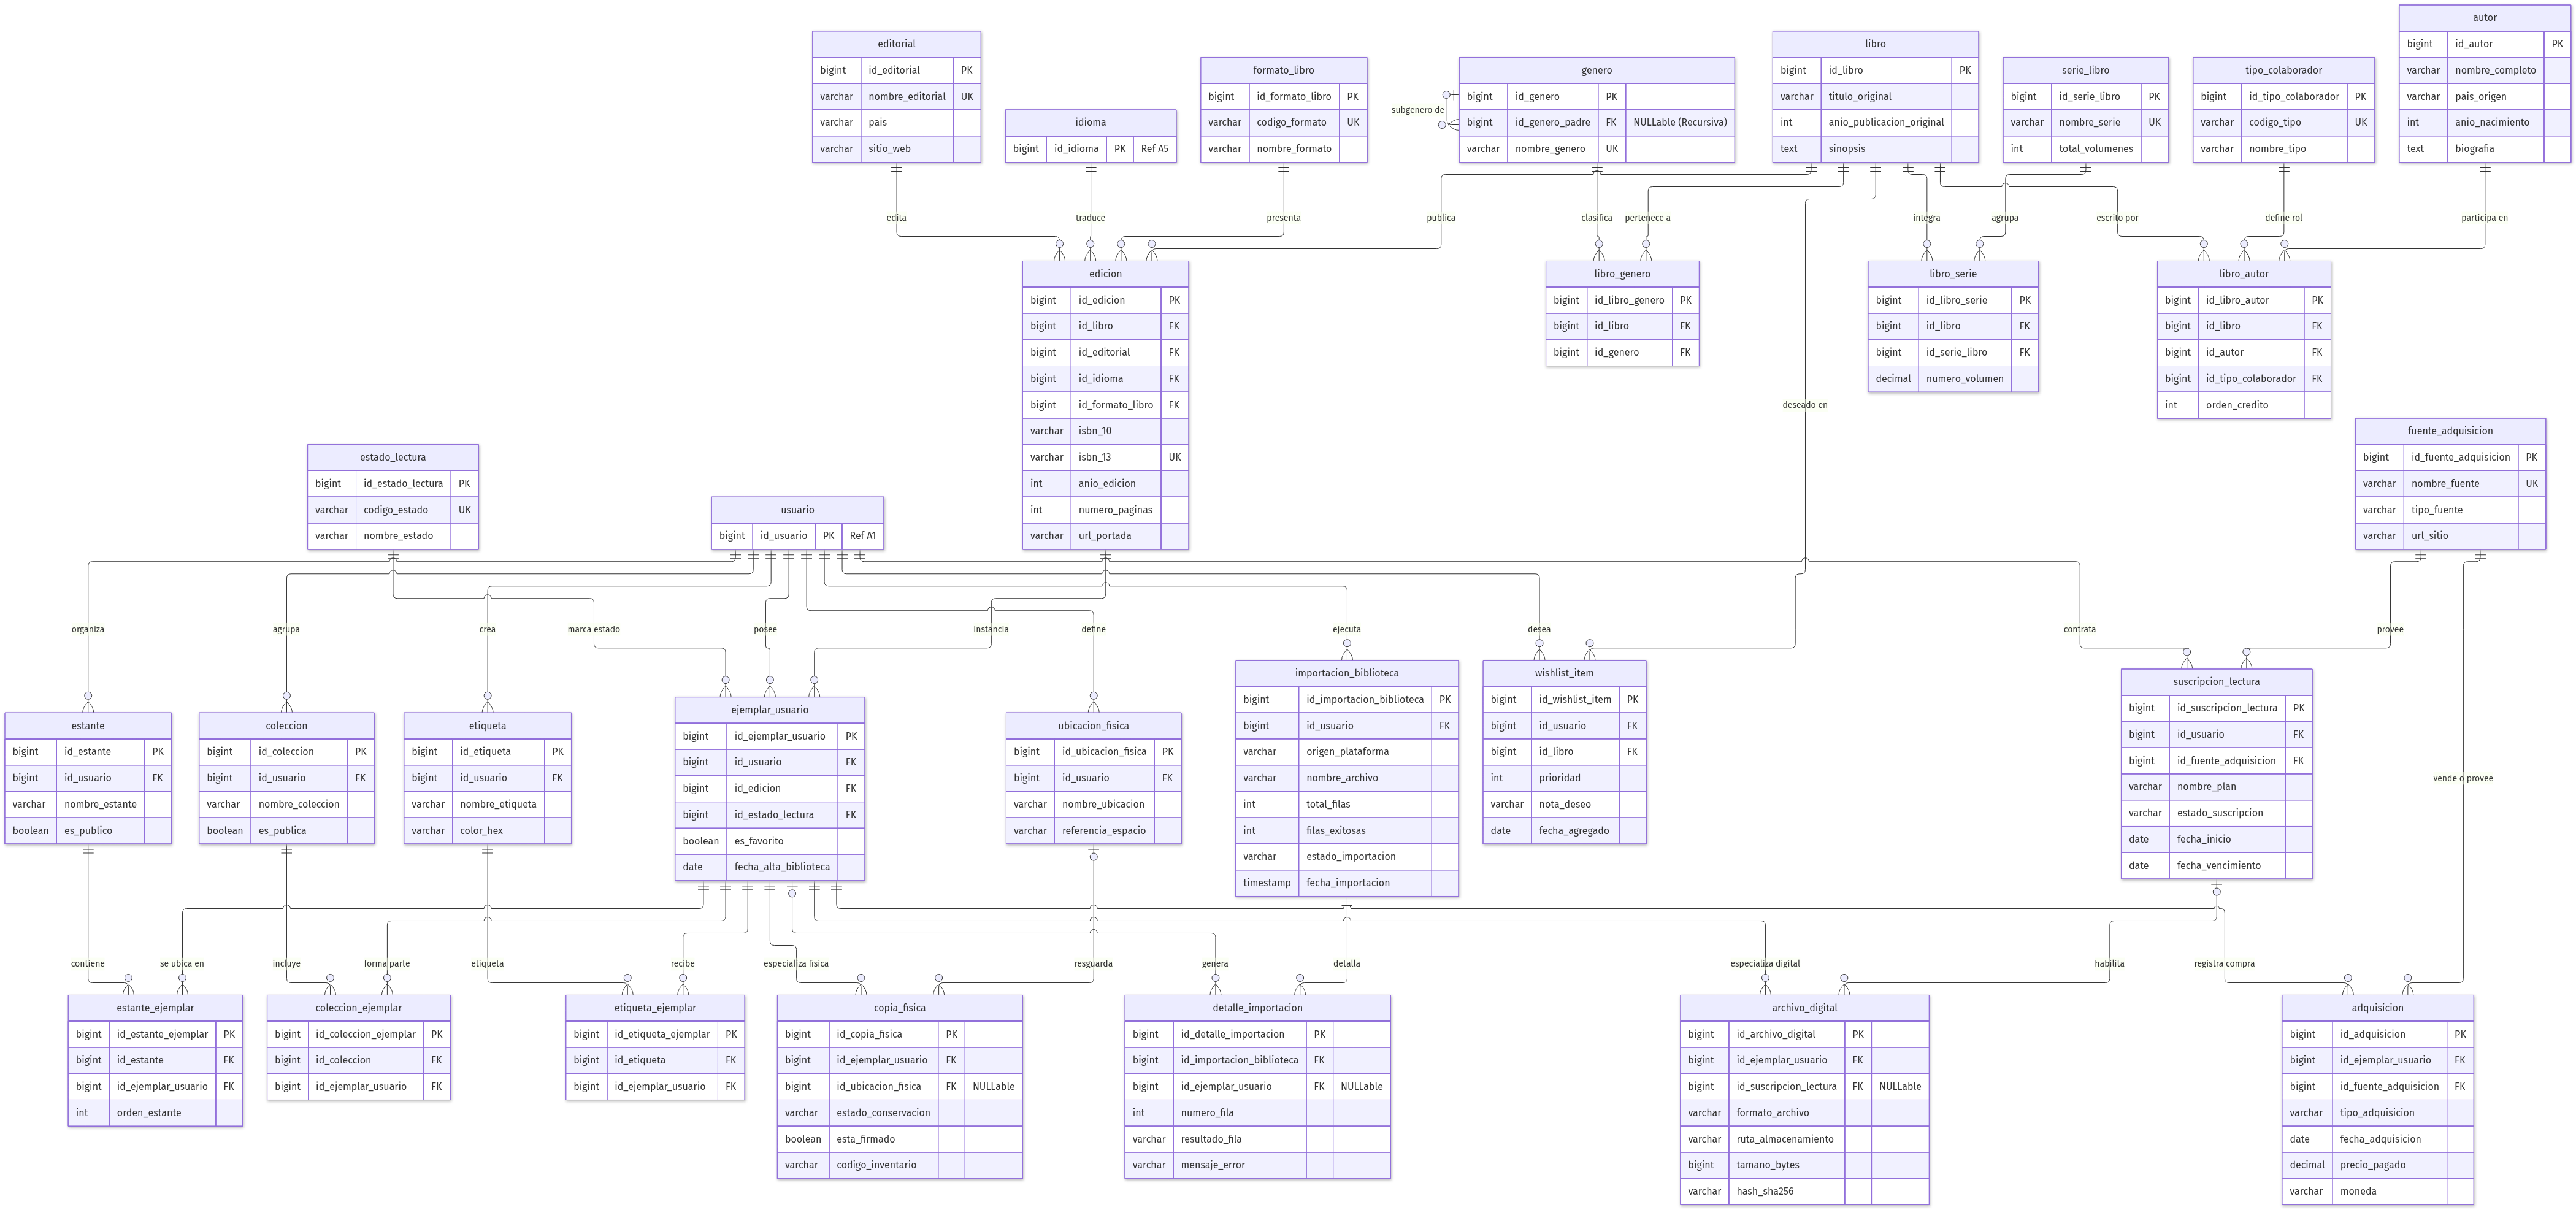 editorial
bigint id_editorial PK
varchar nombre_editorial UK
varchar pais
varchar sitio_web
idioma
bigint id_idioma PK Ref A5
formato_libro
bigint id_formato_libro PK
varchar codigo_formato UK
varchar nombre_formato
genero
bigint id_genero PK
bigint id_genero_padre FK NULLable (Recursiva)
varchar nombre_genero UK
subgenero de
libro
bigint id_libro PK
varchar titulo_original
int anio_publicacion_original
text sinopsis
serie_libro
bigint id_serie_libro PK
varchar nombre_serie UK
int total_volumenes
tipo_colaborador
bigint id_tipo_colaborador PK
varchar codigo_tipo UK
varchar nombre_tipo
autor
bigint id_autor PK
varchar nombre_completo
varchar pais_origen
int anio_nacimiento
text biografia
edita
traduce
presenta
publica
clasifica
pertenece a
integra
agrupa
escrito por
define rol
participa en
edicion
bigint id_edicion PK
bigint id_libro FK
bigint id_editorial FK
bigint id_idioma FK
bigint id_formato_libro FK
varchar isbn_10
varchar isbn_13 UK
int anio_edicion
int numero_paginas
varchar url_portada
libro_genero
bigint id_libro_genero PK
bigint id_libro FK
bigint id_genero FK
libro_serie
bigint id_libro_serie PK
bigint id_libro FK
bigint id_serie_libro FK
decimal numero_volumen
libro_autor
bigint id_libro_autor PK
bigint id_libro FK
bigint id_autor FK
bigint id_tipo_colaborador FK
int orden_credito
deseado en
estado_lectura
bigint id_estado_lectura PK
varchar codigo_estado UK
varchar nombre_estado
usuario
bigint id_usuario PK Ref A1
fuente_adquisicion
bigint id_fuente_adquisicion PK
varchar nombre_fuente UK
varchar tipo_fuente
varchar url_sitio
organiza
agrupa
crea
marca estado
posee
instancia
define
ejecuta
desea
contrata
provee
estante
bigint id_estante PK
bigint id_usuario FK
varchar nombre_estante
boolean es_publico
coleccion
bigint id_coleccion PK
bigint id_usuario FK
varchar nombre_coleccion
boolean es_publica
etiqueta
bigint id_etiqueta PK
bigint id_usuario FK
varchar nombre_etiqueta
varchar color_hex
ejemplar_usuario
bigint id_ejemplar_usuario PK
bigint id_usuario FK
bigint id_edicion FK
bigint id_estado_lectura FK
boolean es_favorito
date fecha_alta_biblioteca
ubicacion_fisica
bigint id_ubicacion_fisica PK
bigint id_usuario FK
varchar nombre_ubicacion
varchar referencia_espacio
importacion_biblioteca
bigint id_importacion_biblioteca PK
bigint id_usuario FK
varchar origen_plataforma
varchar nombre_archivo
int total_filas
int filas_exitosas
varchar estado_importacion
timestamp fecha_importacion
wishlist_item
bigint id_wishlist_item PK
bigint id_usuario FK
bigint id_libro FK
int prioridad
varchar nota_deseo
date fecha_agregado
suscripcion_lectura
bigint id_suscripcion_lectura PK
bigint id_usuario FK
bigint id_fuente_adquisicion FK
varchar nombre_plan
varchar estado_suscripcion
date fecha_inicio
date fecha_vencimiento
vende o provee
contiene
se ubica en
incluye
forma parte
etiqueta
recibe
especializa fisica
resguarda
genera
detalla
especializa digital
habilita
registra compra
estante_ejemplar
bigint id_estante_ejemplar PK
bigint id_estante FK
bigint id_ejemplar_usuario FK
int orden_estante
coleccion_ejemplar
bigint id_coleccion_ejemplar PK
bigint id_coleccion FK
bigint id_ejemplar_usuario FK
etiqueta_ejemplar
bigint id_etiqueta_ejemplar PK
bigint id_etiqueta FK
bigint id_ejemplar_usuario FK
copia_fisica
bigint id_copia_fisica PK
bigint id_ejemplar_usuario FK
bigint id_ubicacion_fisica FK NULLable
varchar estado_conservacion
boolean esta_firmado
varchar codigo_inventario
detalle_importacion
bigint id_detalle_importacion PK
bigint id_importacion_biblioteca FK
bigint id_ejemplar_usuario FK NULLable
int numero_fila
varchar resultado_fila
varchar mensaje_error
archivo_digital
bigint id_archivo_digital PK
bigint id_ejemplar_usuario FK
bigint id_suscripcion_lectura FK NULLable
varchar formato_archivo
varchar ruta_almacenamiento
bigint tamano_bytes
varchar hash_sha256
adquisicion
bigint id_adquisicion PK
bigint id_ejemplar_usuario FK
bigint id_fuente_adquisicion FK
varchar tipo_adquisicion
date fecha_adquisicion
decimal precio_pagado
varchar moneda